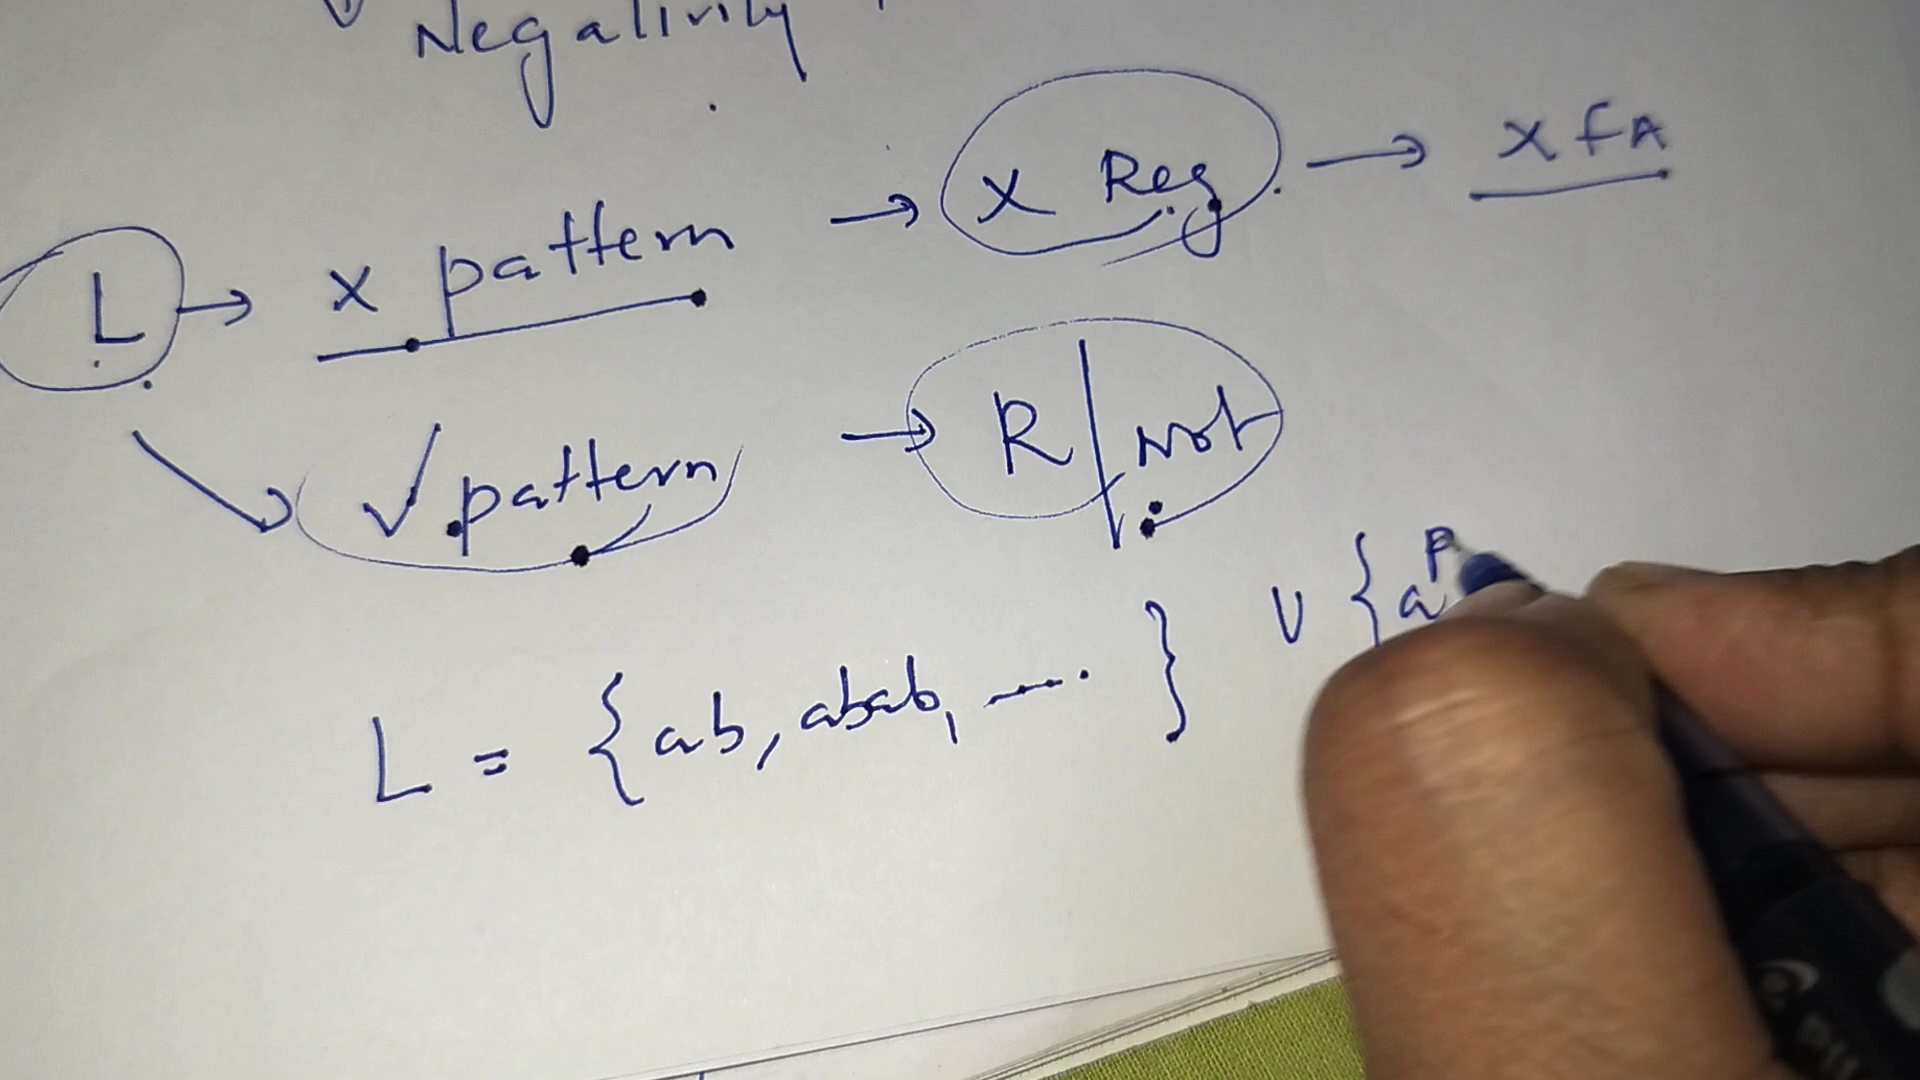 Negativity
L → x pattern → x Reg → x FA
✓ pattern → R | Not
L = { ab, abab, ---- } ∪ { a^p